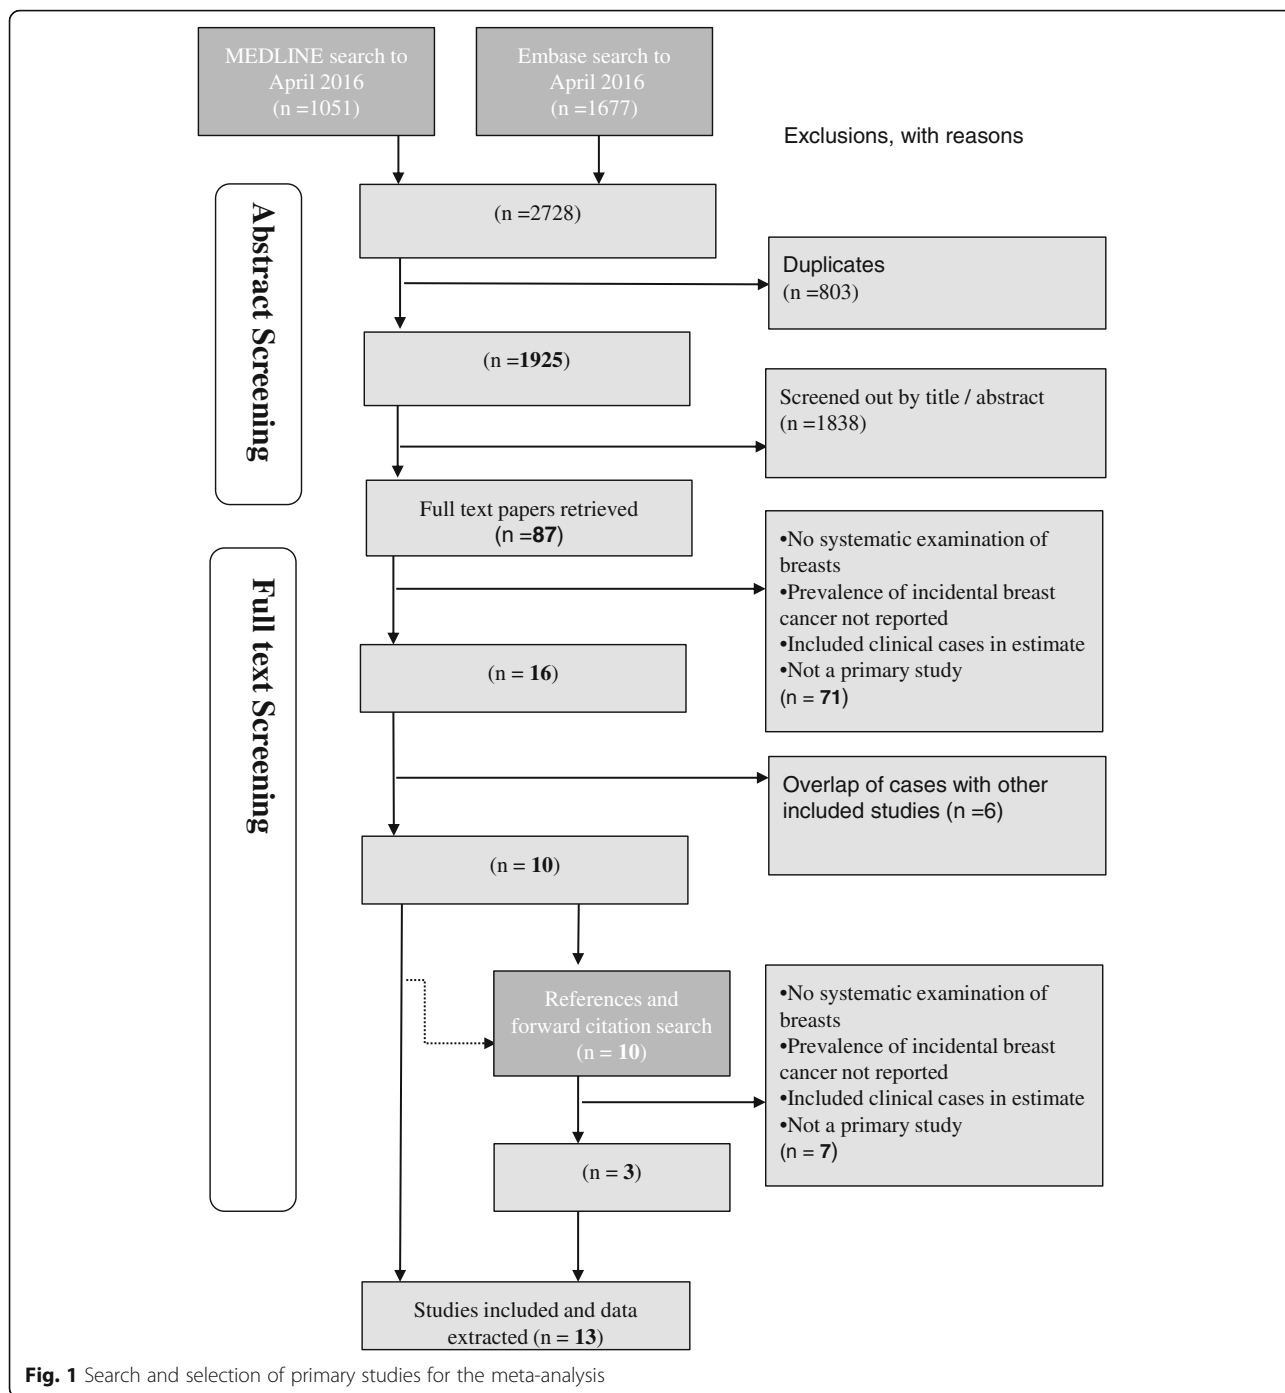 MEDLINE search to
April 2016
(n =1051)
Embase search to
April 2016
(n =1677)
Exclusions, with reasons
Abstract Screening
(n =2728)
Duplicates
(n =803)
(n =1925)
Screened out by title / abstract
(n =1838)
Full text papers retrieved
(n =87)
Full text Screening
•No systematic examination of
breasts
•Prevalence of incidental breast
cancer not reported
•Included clinical cases in estimate
•Not a primary study
(n = 71)
(n = 16)
Overlap of cases with other
included studies (n =6)
(n = 10)
References and
forward citation search
(n = 10)
•No systematic examination of
breasts
•Prevalence of incidental breast
cancer not reported
•Included clinical cases in estimate
•Not a primary study
(n = 7)
(n = 3)
Studies included and data
extracted (n = 13)
Fig. 1 Search and selection of primary studies for the meta-analysis